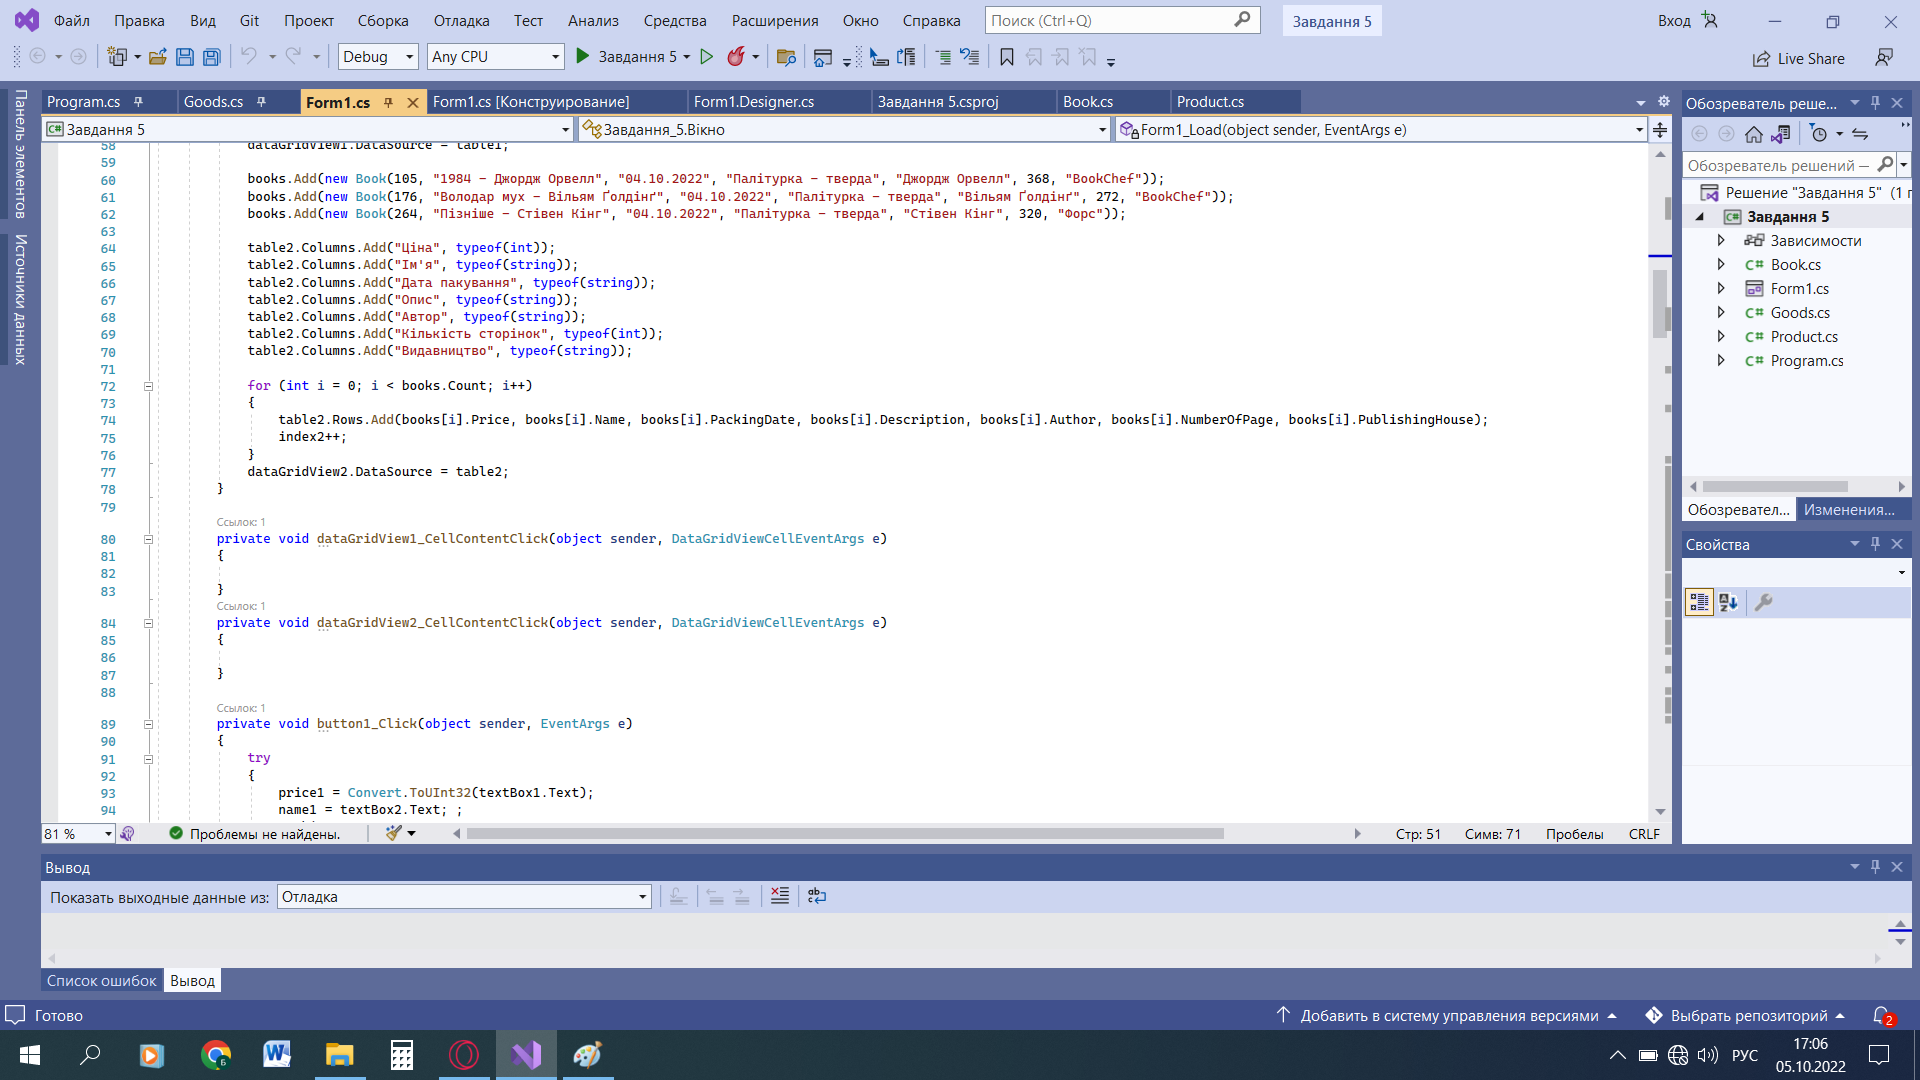 Файл Правка Вид Git Проект Сборка Отладка Тест Анализ Средства Расширения Окно Справка Поиск (Ctrl+Q) Завдання 5 Вход
Debug Any CPU Завдання 5 Live Share
Панель элементов
Источники данных
Program.cs Goods.cs Form1.cs Form1.cs [Конструирование] Form1.Designer.cs Завдання 5.csproj Book.cs Product.cs
C# Завдання 5 Завдання_5.Вікно Form1_Load(object sender, EventArgs e)
58 dataGridView1.DataSource = table1;
59
60 books.Add(new Book(105, "1984 - Джордж Орвелл", "04.10.2022", "Палітурка - тверда", "Джордж Орвелл", 368, "BookChef"));
61 books.Add(new Book(176, "Володар мух - Вільям Ґолдінґ", "04.10.2022", "Палітурка - тверда", "Вільям Ґолдінґ", 272, "BookChef"));
62 books.Add(new Book(264, "Пізніше - Стівен Кінг", "04.10.2022", "Палітурка - тверда", "Стівен Кінг", 320, "Форс"));
63
64 table2.Columns.Add("Ціна", typeof(int));
65 table2.Columns.Add("Ім'я", typeof(string));
66 table2.Columns.Add("Дата пакування", typeof(string));
67 table2.Columns.Add("Опис", typeof(string));
68 table2.Columns.Add("Автор", typeof(string));
69 table2.Columns.Add("Кількість сторінок", typeof(int));
70 table2.Columns.Add("Видавництво", typeof(string));
71
72 for (int i = 0; i < books.Count; i++)
73 {
74 table2.Rows.Add(books[i].Price, books[i].Name, books[i].PackingDate, books[i].Description, books[i].Author, books[i].NumberOfPage, books[i].PublishingHouse);
75 index2++;
76 }
77 dataGridView2.DataSource = table2;
78 }
79
Ссылок: 1
80 private void dataGridView1_CellContentClick(object sender, DataGridViewCellEventArgs e)
81 {
82
83 }
Ссылок: 1
84 private void dataGridView2_CellContentClick(object sender, DataGridViewCellEventArgs e)
85 {
86
87 }
88
Ссылок: 1
89 private void button1_Click(object sender, EventArgs e)
90 {
91 try
92 {
93 price1 = Convert.ToUInt32(textBox1.Text);
94 name1 = textBox2.Text; ;
81 % Проблемы не найдены. Стр: 51 Симв: 71 Пробелы CRLF
Обозреватель реше...
Обозреватель решений —
Решение "Завдання 5" (1 г
C# Завдання 5
Зависимости
C# Book.cs
Form1.cs
C# Goods.cs
C# Product.cs
C# Program.cs
Обозревател... Изменения...
Свойства
Вывод
Показать выходные данные из: Отладка
Список ошибок Вывод
Готово Добавить в систему управления версиями Выбрать репозиторий 2
РУС 17:06
05.10.2022